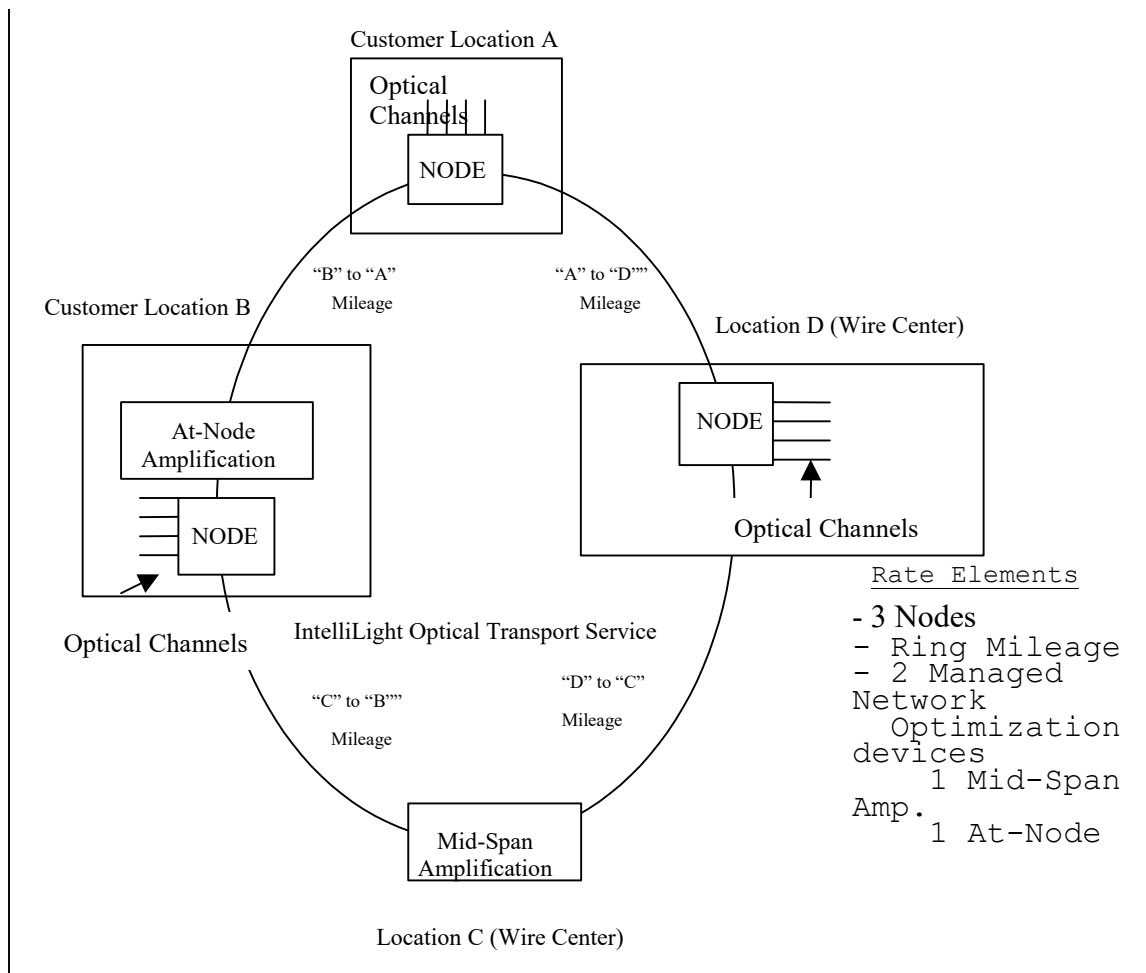 Customer Location A
Optical
Channels
NODE
“B” to “A”
Mileage
“A” to “D””
Mileage
Customer Location B
Location D (Wire Center)
At-Node
Amplification
NODE
NODE
Optical Channels
Optical Channels
IntelliLight Optical Transport Service
“C” to “B””
Mileage
“D” to “C”
Mileage
Mid-Span
Amplification
Location C (Wire Center)
Rate Elements
- 3 Nodes
- Ring Mileage
- 2 Managed
Network
Optimization
devices
1 Mid-Span
Amp.
1 At-Node